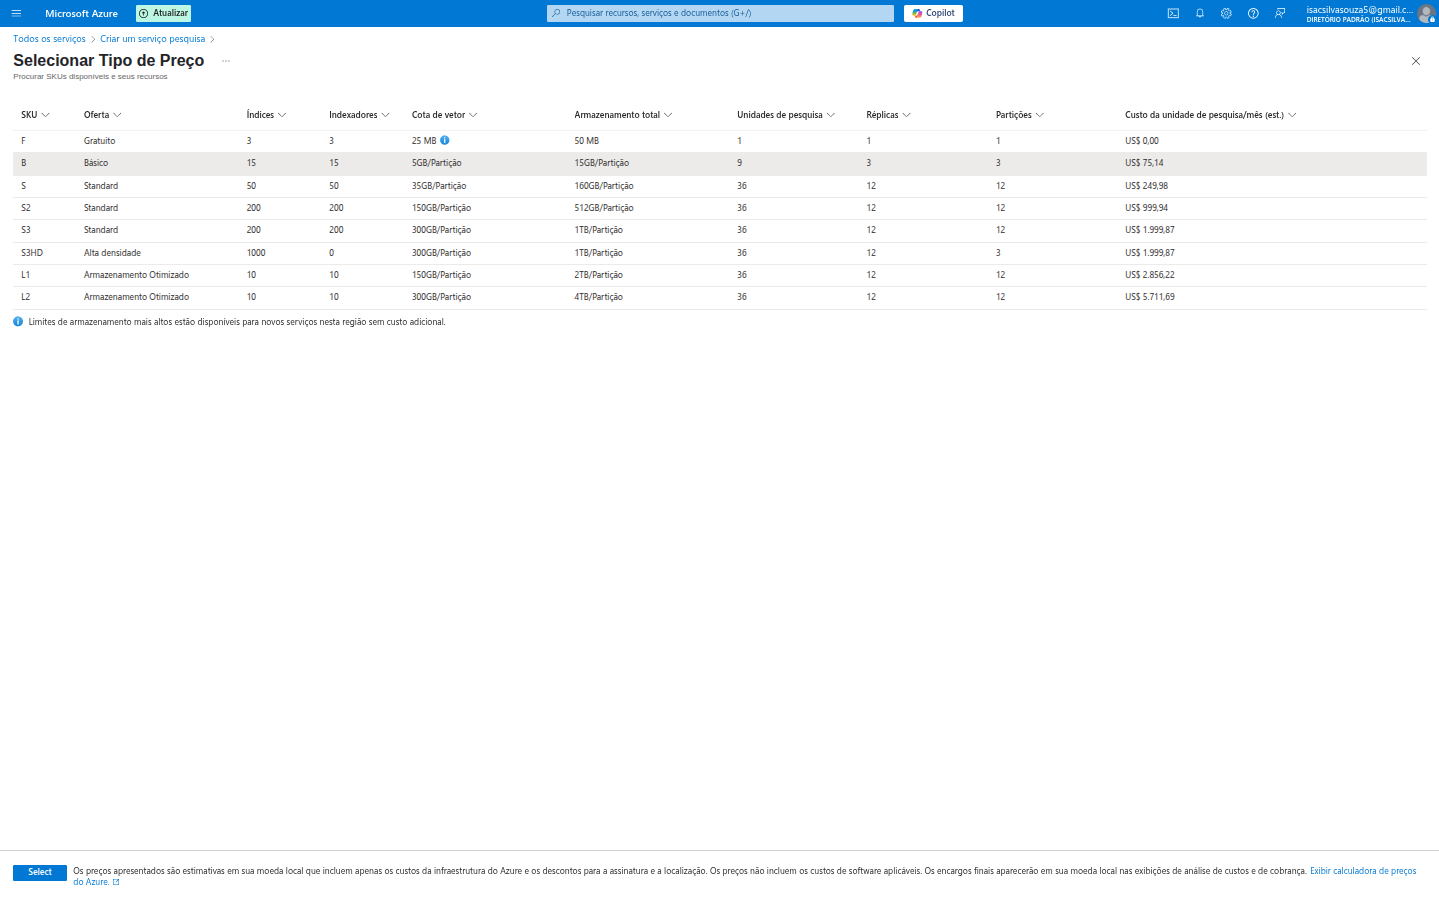 Microsoft Azure
Atualizar
Pesquisar recursos, serviços e documentos (G+/)
Copilot
isacsilvasouza5@gmail.c...
DIRETÓRIO PADRÃO (ISACSILVA...
Todos os serviços > Criar um serviço pesquisa >
Selecionar Tipo de Preço ...
Procurar SKUs disponíveis e seus recursos
SKU Oferta Índices Indexadores Cota de vetor Armazenamento total Unidades de pesquisa Réplicas Partições Custo da unidade de pesquisa/mês (est.)
F Gratuito 3 3 25 MB 50 MB 1 1 1 US$ 0,00
B Básico 15 15 5GB/Partição 15GB/Partição 9 3 3 US$ 75,14
S Standard 50 50 35GB/Partição 160GB/Partição 36 12 12 US$ 249,98
S2 Standard 200 200 150GB/Partição 512GB/Partição 36 12 12 US$ 999,94
S3 Standard 200 200 300GB/Partição 1TB/Partição 36 12 12 US$ 1.999,87
S3HD Alta densidade 1000 0 300GB/Partição 1TB/Partição 36 12 3 US$ 1.999,87
L1 Armazenamento Otimizado 10 10 150GB/Partição 2TB/Partição 36 12 12 US$ 2.856,22
L2 Armazenamento Otimizado 10 10 300GB/Partição 4TB/Partição 36 12 12 US$ 5.711,69
Limites de armazenamento mais altos estão disponíveis para novos serviços nesta região sem custo adicional.
Select
Os preços apresentados são estimativas em sua moeda local que incluem apenas os custos da infraestrutura do Azure e os descontos para a assinatura e a localização. Os preços não incluem os custos de software aplicáveis. Os encargos finais aparecerão em sua moeda local nas exibições de análise de custos e de cobrança. Exibir calculadora de preços
do Azure.